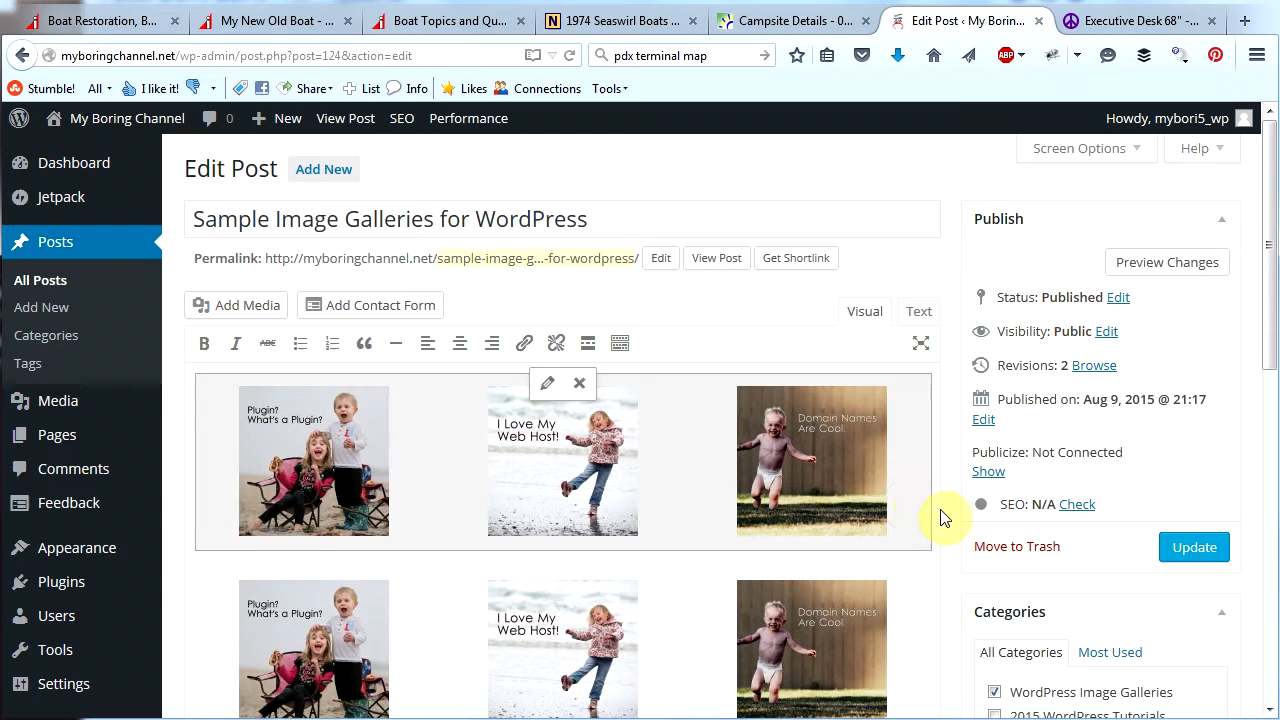 Boat Restoration, B...
My New Old Boat - ...
Boat Topics and Qu...
1974 Seaswirl Boats ...
Campsite Details - 0...
Edit Post ‹ My Boring...
Executive Desk 68" -...
myboringchannel.net/wp-admin/post.php?post=124&action=edit
pdx terminal map
ABP
Stumble!
All
I like it!
Share
List
Info
Likes
Connections
Tools
My Boring Channel
0
New
View Post
SEO
Performance
Howdy, mybori5_wp
Dashboard
Jetpack
Posts
All Posts
Add New
Categories
Tags
Media
Pages
Comments
Feedback
Appearance
Plugins
Users
Tools
Settings
Screen Options
Help
Edit Post
Add New
Sample Image Galleries for WordPress
Permalink: http://myboringchannel.net/sample-image-g...-for-wordpress/
Edit
View Post
Get Shortlink
Add Media
Add Contact Form
Visual
Text
B
I
ABC
Plugin?
What's a Plugin?
I Love My
Web Host!
Domain Names
Are Cool.
Plugin?
What's a Plugin?
I Love My
Web Host!
Domain Names
Are Cool.
Publish
Preview Changes
Status: Published Edit
Visibility: Public Edit
Revisions: 2 Browse
Published on: Aug 9, 2015 @ 21:17
Edit
Publicize: Not Connected
Show
SEO: N/A Check
Move to Trash
Update
Categories
All Categories
Most Used
WordPress Image Galleries
2015 WordPress Tutorials